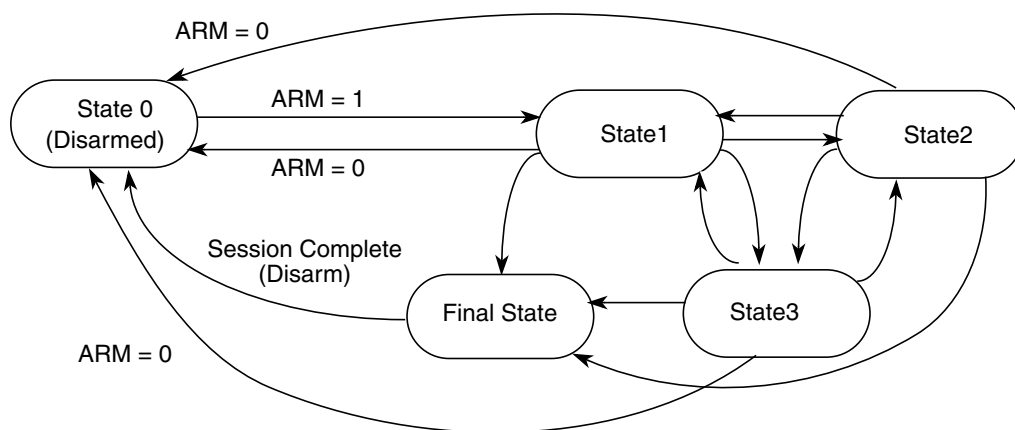 ARM = 0
State 0
(Disarmed)
ARM = 1
State1
State2
ARM = 0
Session Complete
(Disarm)
Final State
State3
ARM = 0